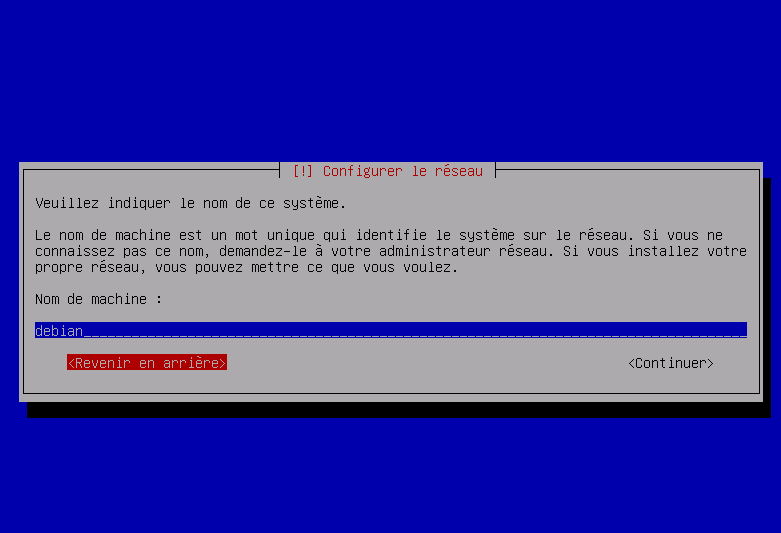 [!] Configurer le réseau
Veuillez indiquer le nom de ce système.
Le nom de machine est un mot unique qui identifie le système sur le réseau. Si vous ne
connaissez pas ce nom, demandez-le à votre administrateur réseau. Si vous installez votre
propre réseau, vous pouvez mettre ce que vous voulez.
Nom de machine :
debian
<Revenir en arrière> <Continuer>